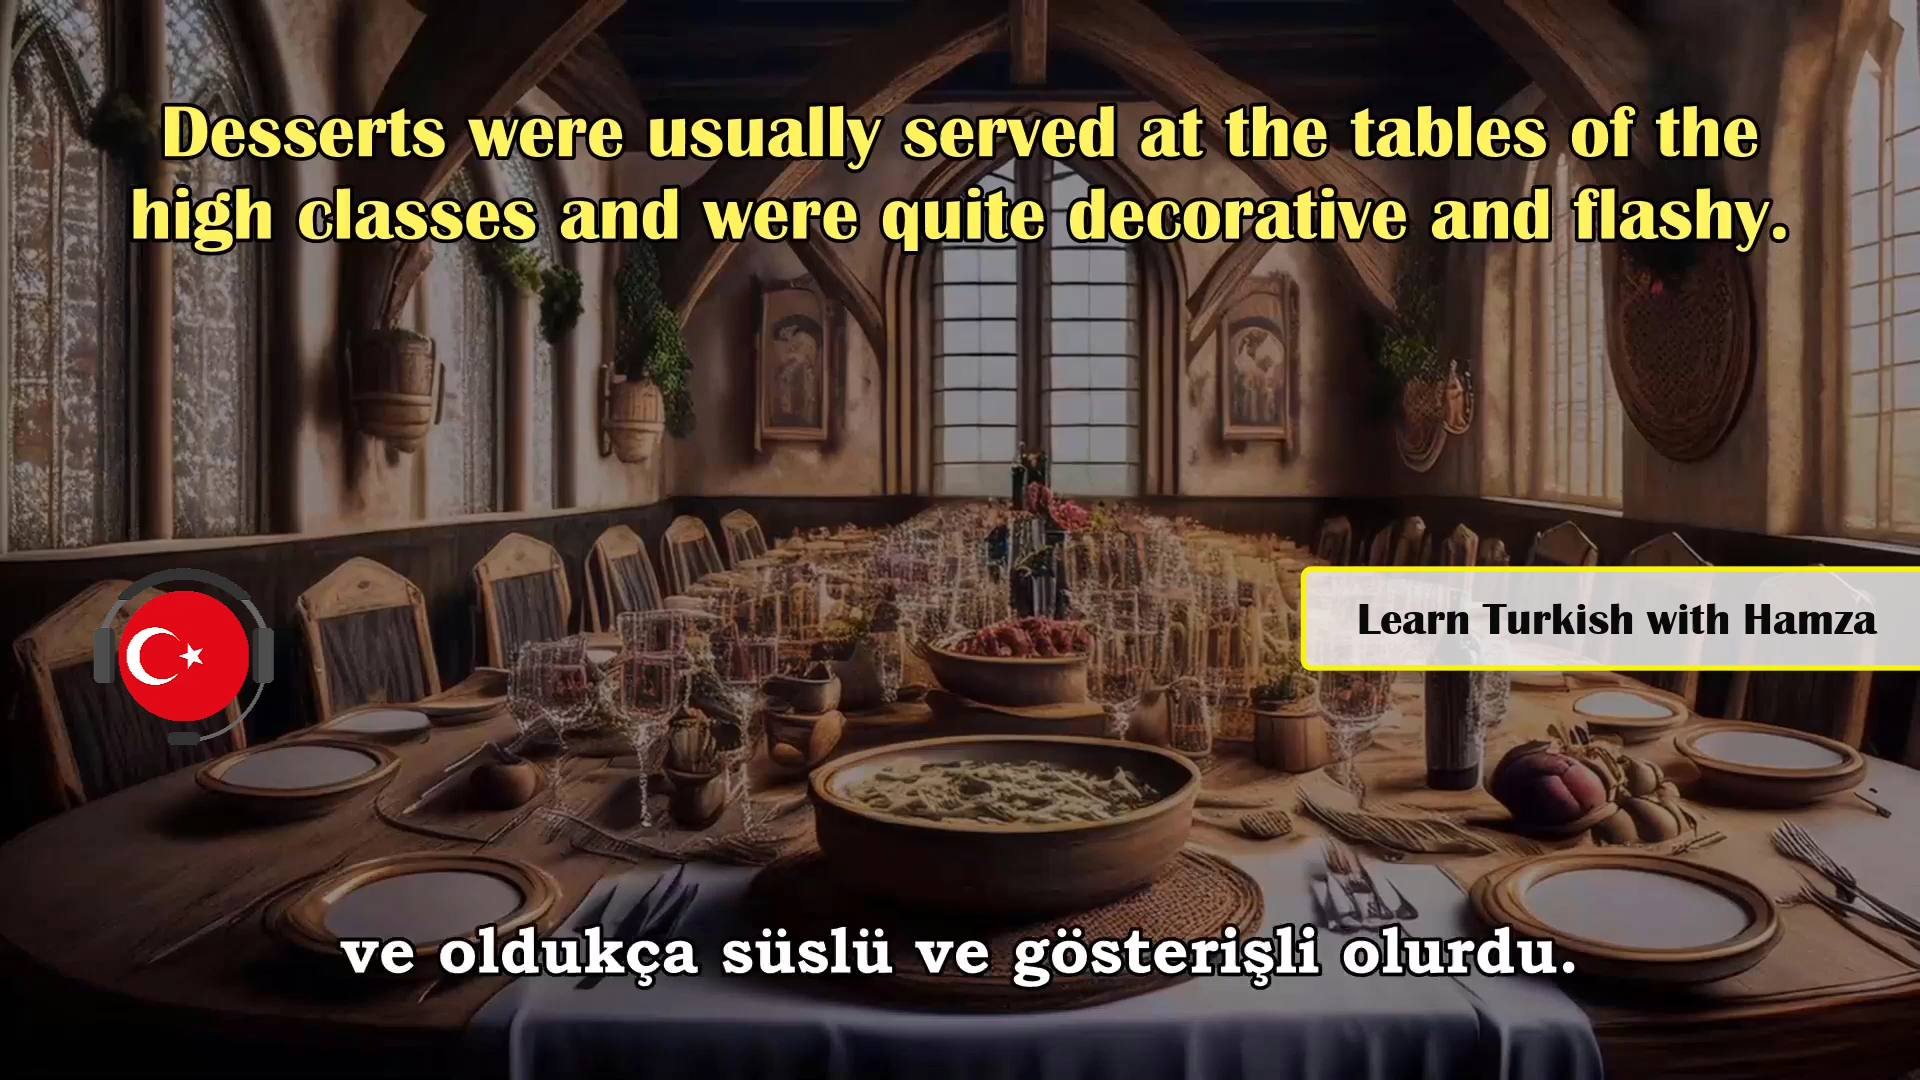 Desserts were usually served at the tables of the
high classes and were quite decorative and flashy.
Learn Turkish with Hamza
ve oldukça süslü ve gösterişli olurdu.